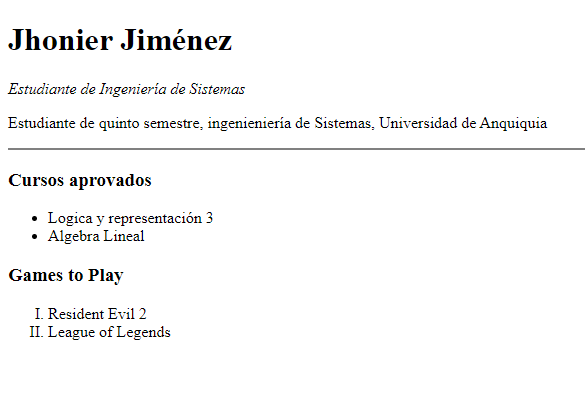 Jhonier Jiménez
Estudiante de Ingeniería de Sistemas
Estudiante de quinto semestre, ingenieniería de Sistemas, Universidad de Anquiquia
Cursos aprovados
• Logica y representación 3
• Algebra Lineal
Games to Play
I. Resident Evil 2
II. League of Legends